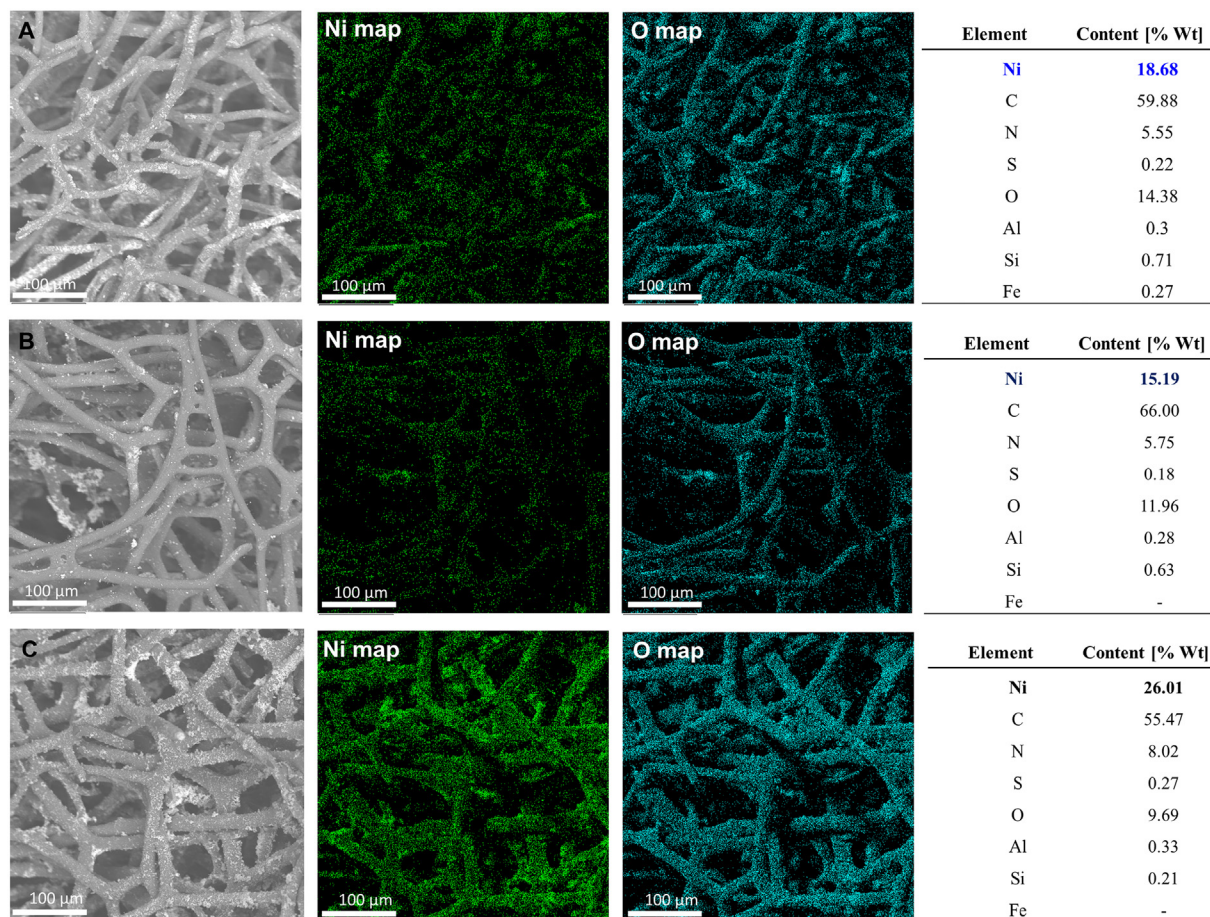 A
Ni map
O map
100 µm
100 µm
100 µm
Element Content [% Wt]
Ni 18.68
C 59.88
N 5.55
S 0.22
O 14.38
Al 0.3
Si 0.71
Fe 0.27
B
Ni map
O map
100 µm
100 µm
100 µm
Element Content [% Wt]
Ni 15.19
C 66.00
N 5.75
S 0.18
O 11.96
Al 0.28
Si 0.63
Fe -
C
Ni map
O map
100 µm
100 µm
100 µm
Element Content [% Wt]
Ni 26.01
C 55.47
N 8.02
S 0.27
O 9.69
Al 0.33
Si 0.21
Fe -